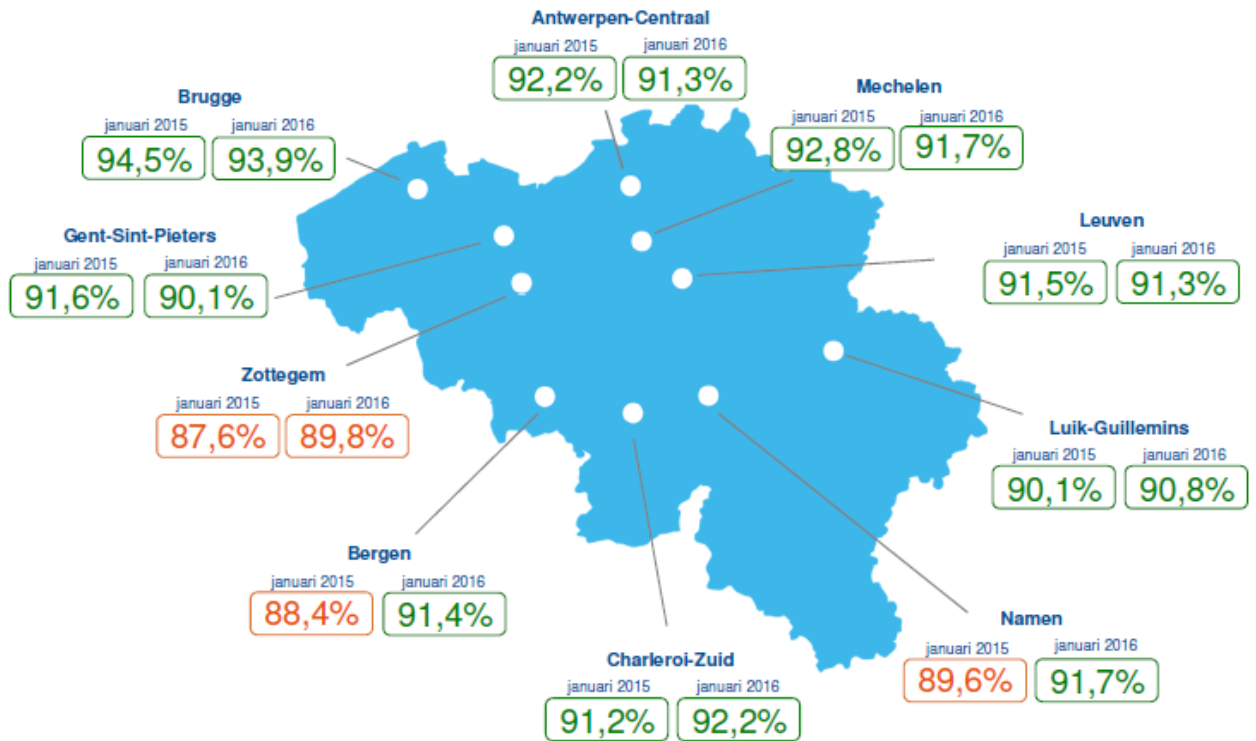 Antwerpen-Centraal
januari 2015 januari 2016
92,2% 91,3%
Brugge
januari 2015 januari 2016
94,5% 93,9%
Mechelen
januari 2015 januari 2016
92,8% 91,7%
Gent-Sint-Pieters
januari 2015 januari 2016
91,6% 90,1%
Leuven
januari 2015 januari 2016
91,5% 91,3%
Zottegem
januari 2015 januari 2016
87,6% 89,8%
Luik-Guillemins
januari 2015 januari 2016
90,1% 90,8%
Bergen
januari 2015 januari 2016
88,4% 91,4%
Namen
januari 2015 januari 2016
89,6% 91,7%
Charleroi-Zuid
januari 2015 januari 2016
91,2% 92,2%